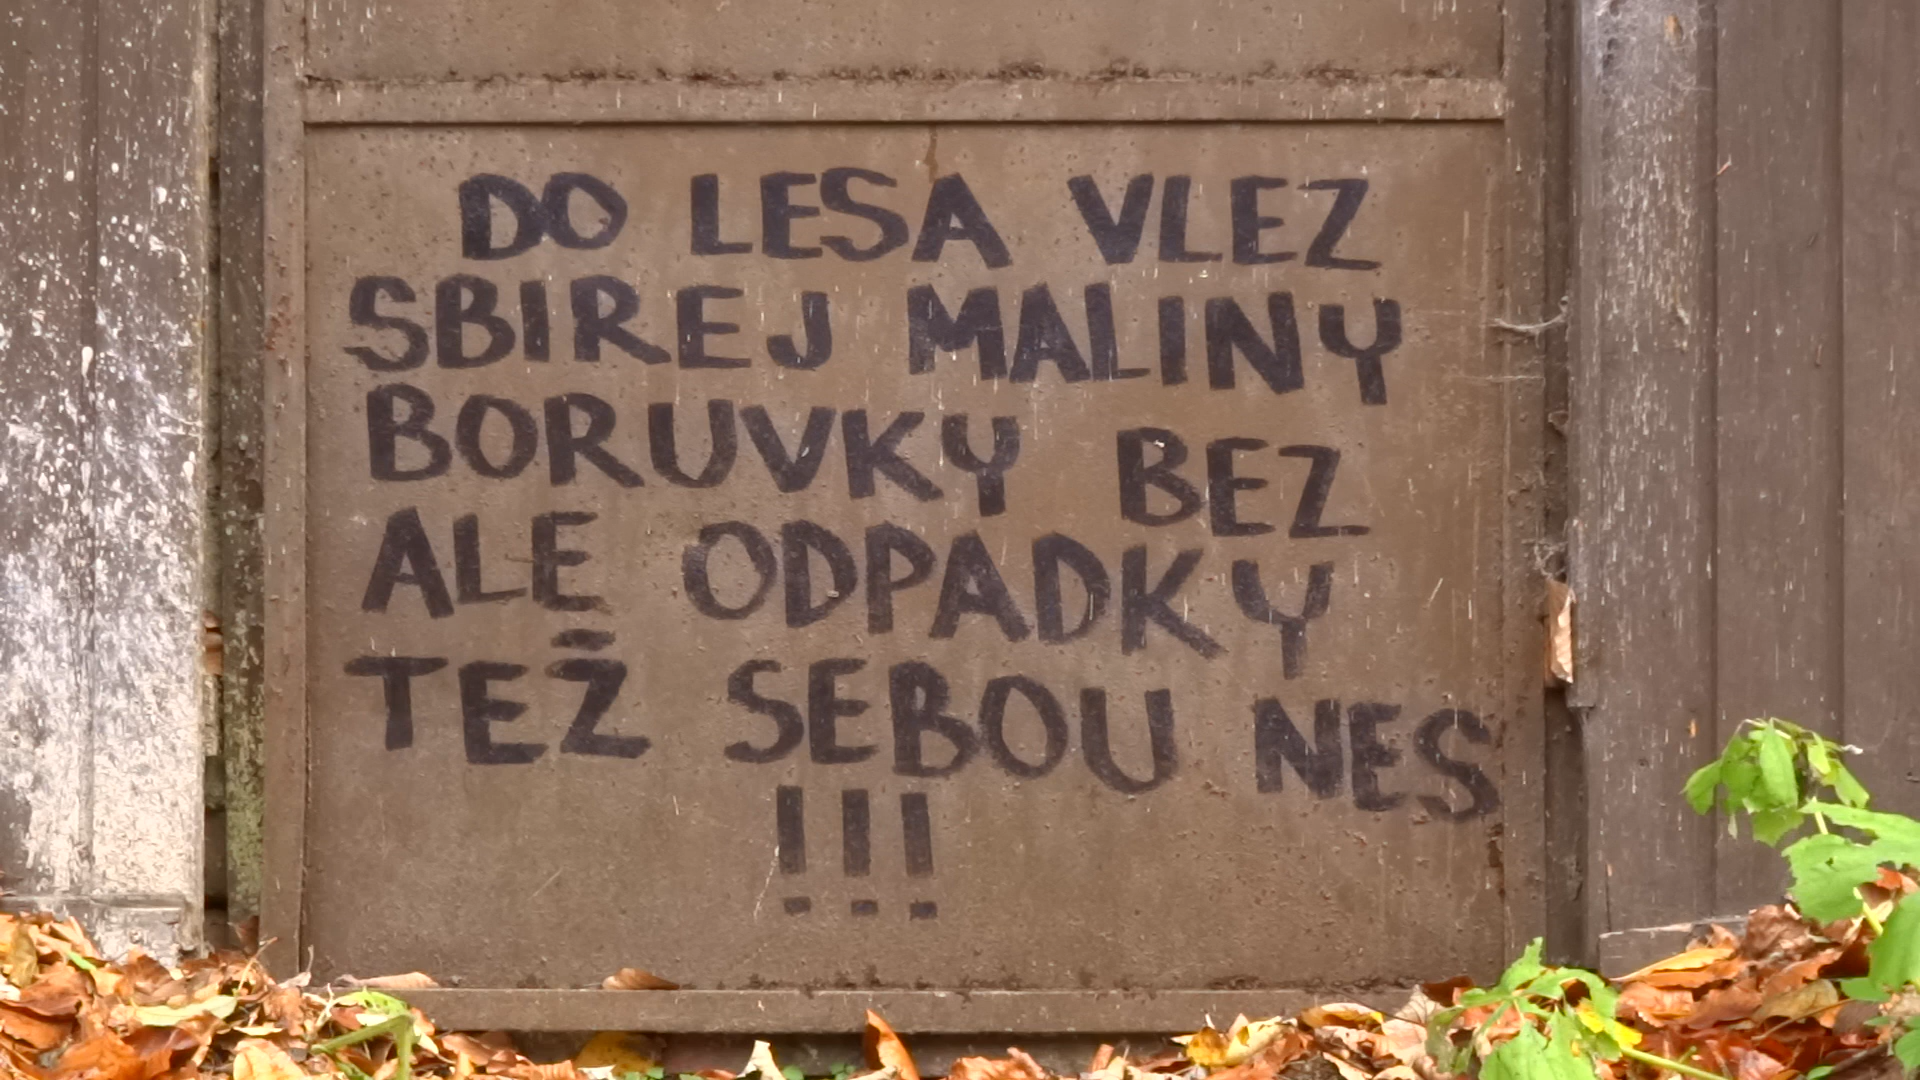 DO LESA VLEZ
SBIREJ MALINY
BORUVKY BEZ
ALE ODPADKY
TEŽ SEBOU NES
!!!